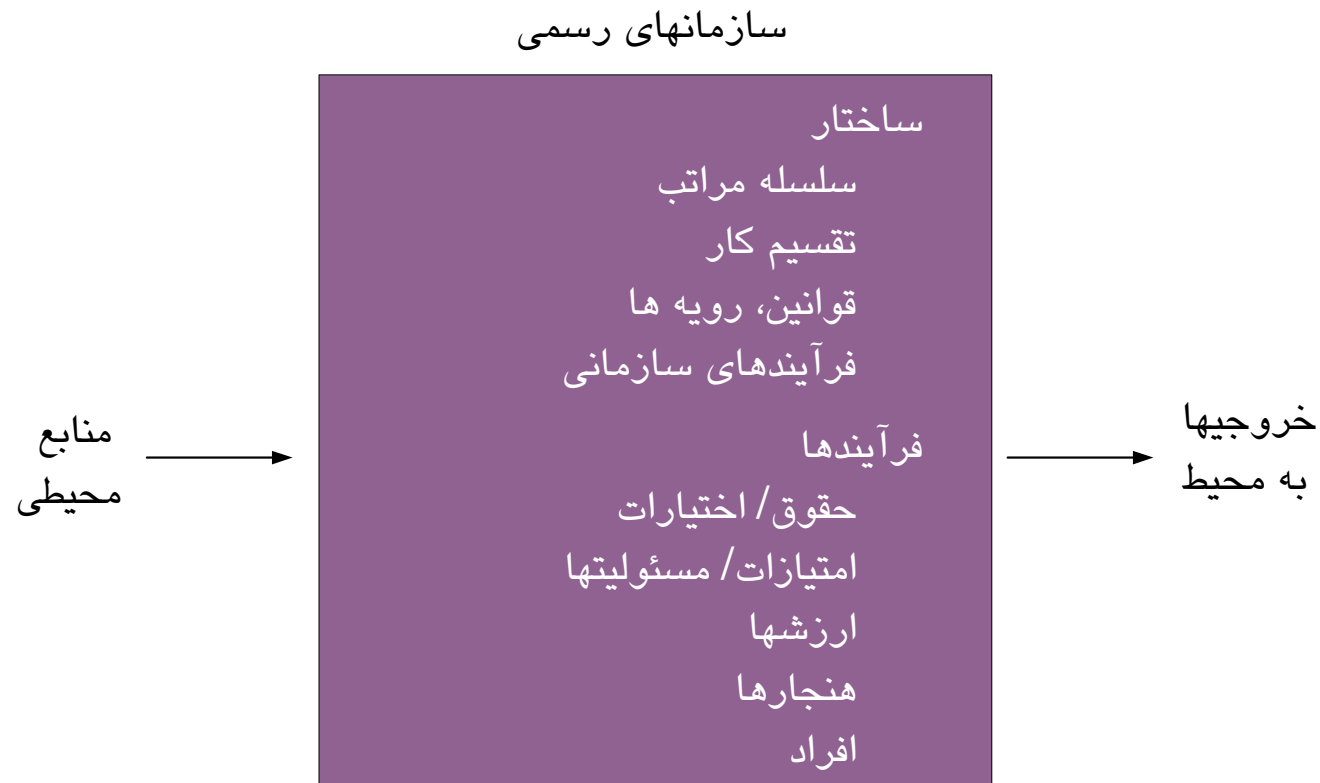 سازمانهای رسمی
ساختار
سلسله مراتب
تقسیم کار
قوانین، رویه ها
فرآیندهای سازمانی
فرآیندها
حقوق/ اختیارات
امتیازات/ مسئولیتها
ارزشها
هنجارها
افراد
منابع
محیطی
خروجیها
به محیط